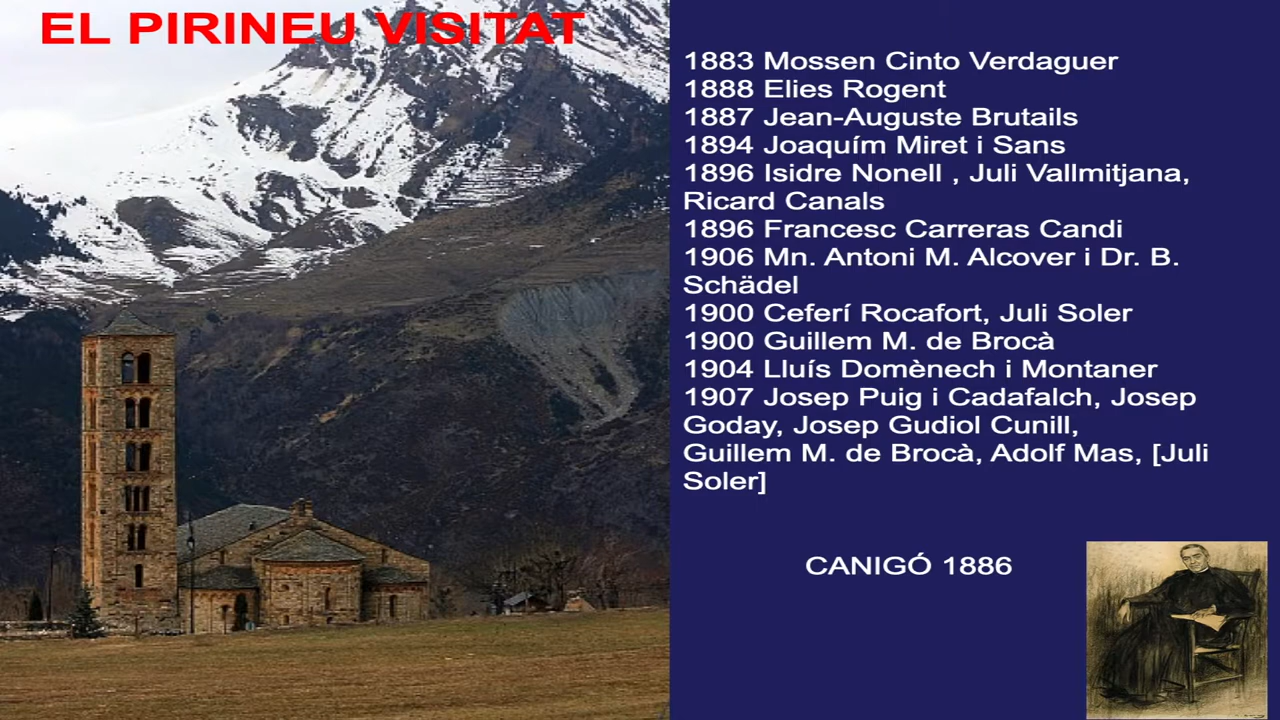 EL PIRINEU VISITAT
1883 Mossen Cinto Verdaguer
1888 Elies Rogent
1887 Jean-Auguste Brutails
1894 Joaquím Miret i Sans
1896 Isidre Nonell , Juli Vallmitjana,
Ricard Canals
1896 Francesc Carreras Candi
1906 Mn. Antoni M. Alcover i Dr. B.
Schädel
1900 Ceferí Rocafort, Juli Soler
1900 Guillem M. de Brocà
1904 Lluís Domènech i Montaner
1907 Josep Puig i Cadafalch, Josep
Goday, Josep Gudiol Cunill,
Guillem M. de Brocà, Adolf Mas, [Juli
Soler]
CANIGÓ 1886